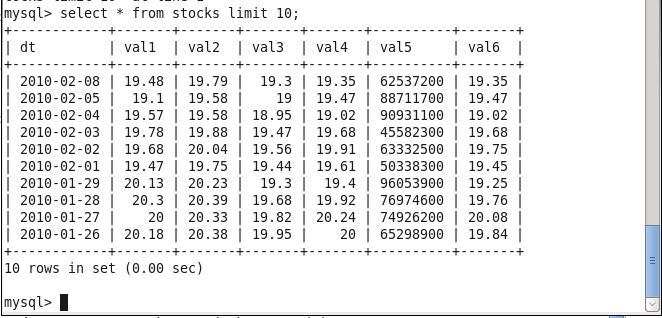 mysql> select * from stocks limit 10;
+------------+-------+-------+-------+-------+----------+-------+
| dt         | val1  | val2  | val3  | val4  | val5     | val6  |
+------------+-------+-------+-------+-------+----------+-------+
| 2010-02-08 | 19.48 | 19.79 |  19.3 | 19.35 | 62537200 | 19.35 |
| 2010-02-05 |  19.1 | 19.58 |    19 | 19.47 | 88711700 | 19.47 |
| 2010-02-04 | 19.57 | 19.58 | 18.95 | 19.02 | 90931100 | 19.02 |
| 2010-02-03 | 19.78 | 19.88 | 19.47 | 19.68 | 45582300 | 19.68 |
| 2010-02-02 | 19.68 | 20.04 | 19.56 | 19.91 | 63332500 | 19.75 |
| 2010-02-01 | 19.47 | 19.75 | 19.44 | 19.61 | 50338300 | 19.45 |
| 2010-01-29 | 20.13 | 20.23 |  19.3 |  19.4 | 96053900 | 19.25 |
| 2010-01-28 |  20.3 | 20.39 | 19.68 | 19.92 | 76974600 | 19.76 |
| 2010-01-27 |    20 | 20.33 | 19.82 | 20.24 | 74926200 | 20.08 |
| 2010-01-26 | 20.18 | 20.38 | 19.95 |    20 | 65298900 | 19.84 |
+------------+-------+-------+-------+-------+----------+-------+
10 rows in set (0.00 sec)
mysql>